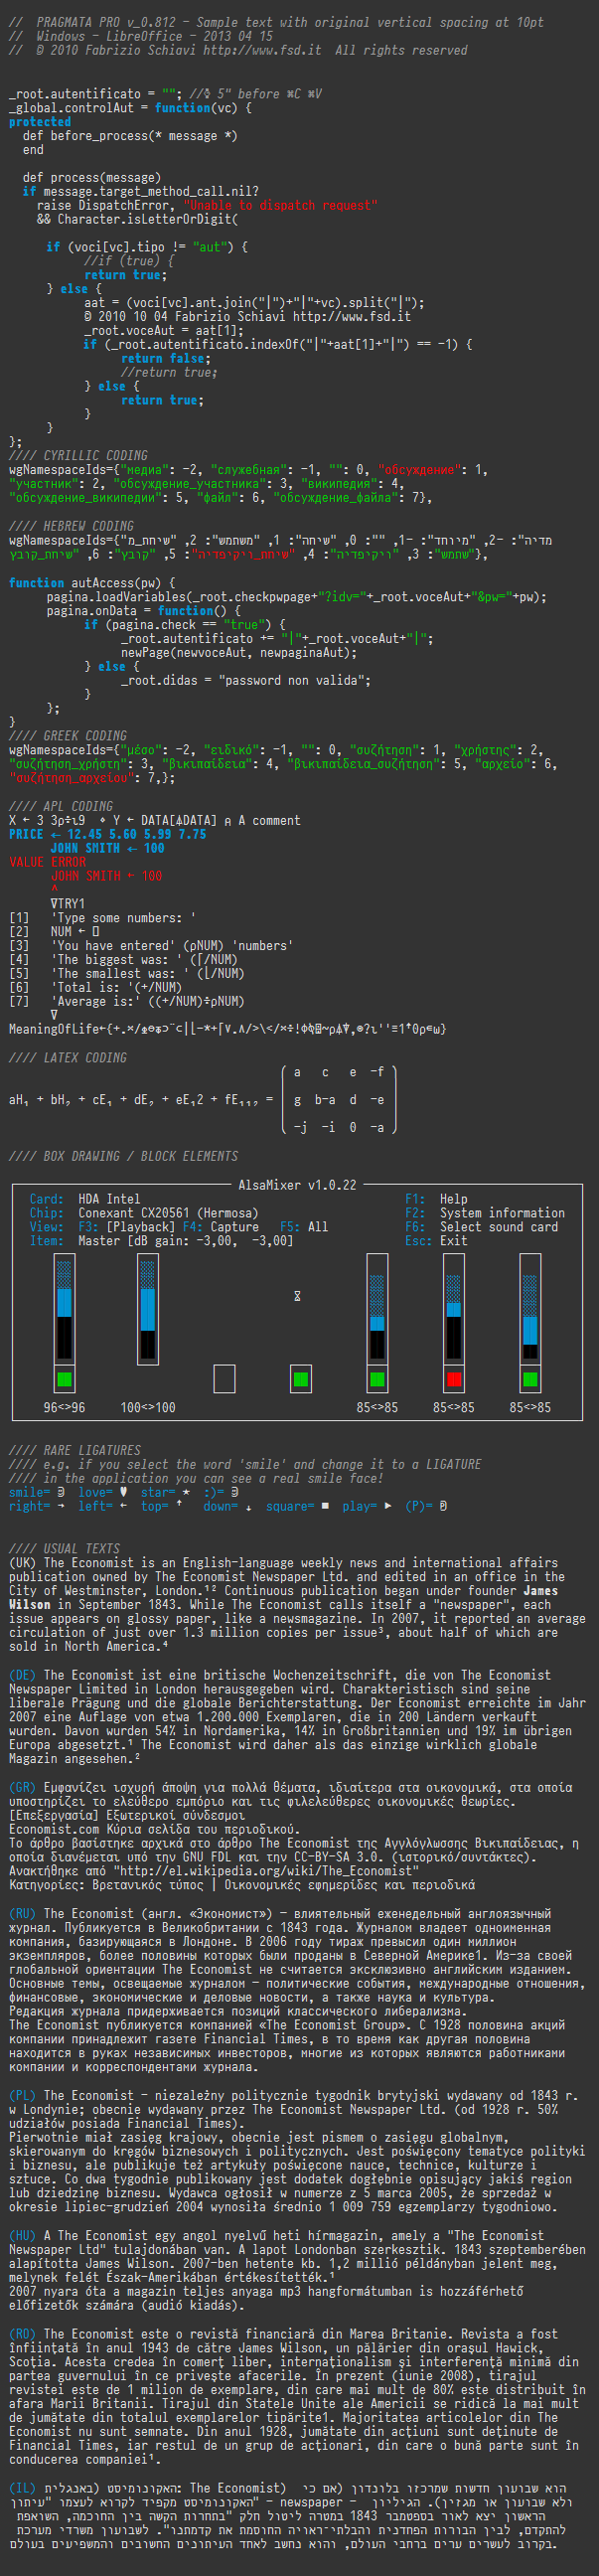 //  PRAGMATA PRO v_0.812 – Sample text with original vertical spacing at 10pt
//  Windows – LibreOffice – 2013 04 15
//  © 2010 Fabrizio Schiavi http://www.fsd.it  All rights reserved
_root.autentificato = ""; // 5" before ⌘C ⌘V
_global.controlAut = function(vc) {
protected
  def before_process(* message *)
  end
  def process(message)
  if message.target_method_call.nil?
    raise DispatchError, "Unable to dispatch request"
    && Character.isLetterOrDigit(
     if (voci[vc].tipo != "aut") {
          //if (true) {
          return true;
     } else {
          aat = (voci[vc].ant.join("|")+"|"+vc).split("|");
          © 2010 10 04 Fabrizio Schiavi http://www.fsd.it
          _root.voceAut = aat[1];
          if (_root.autentificato.indexOf("|"+aat[1]+"|") == -1) {
               return false;
               //return true;
          } else {
               return true;
          }
     }
};
//// CYRILLIC CODING
wgNamespaceIds={"медиа": -2, "служебная": -1, "": 0, "обсуждение": 1,
"участник": 2, "обсуждение_участника": 3, "википедия": 4,
"обсуждение_википедии": 5, "файл": 6, "обсуждение_файла": 7},
//// HEBREW CODING
wgNamespaceIds={"מדיה": -2, "מיוחד": -1, "": 0, "שיחה": 1, "משתמש": 2, "שיחת_מ
שתמש": 3, "ויקיפדיה": 4, "שיחת_ויקיפדיה": 5, "קובץ": 6, "שיחת_קובץ"},
function autAccess(pw) {
     pagina.loadVariables(_root.checkpwpage+"?idv="+_root.voceAut+"&pw="+pw);
     pagina.onData = function() {
          if (pagina.check == "true") {
               _root.autentificato += "|"+_root.voceAut+"|";
               newPage(newvoceAut, newpaginaAut);
          } else {
               _root.didas = "password non valida";
          }
     };
}
//// GREEK CODING
wgNamespaceIds={"μέσο": -2, "ειδικό": -1, "": 0, "συζήτηση": 1, "χρήστης": 2,
"συζήτηση_χρήστη": 3, "βικιπαίδεια": 4, "βικιπαίδεια_συζήτηση": 5, "αρχείο": 6,
"συζήτηση_αρχείου": 7,};
//// APL CODING
X ← 3 3⍴÷⍳9  ⋄ Y ← DATA[⍋DATA] ⍝ A comment
PRICE ← 12.45 5.60 5.99 7.75
      JOHN SMITH ← 100
VALUE ERROR
      JOHN SMITH ← 100
      ^
      ∇TRY1
[1]   'Type some numbers: '
[2]   NUM ← ⎕
[3]   'You have entered' (⍴NUM) 'numbers'
[4]   'The biggest was: ' (⌈/NUM)
[5]   'The smallest was: ' (⌊/NUM)
[6]   'Total is: '(+/NUM)
[7]   'Average is:' ((+/NUM)÷⍴NUM)
      ∇
//// LATEX CODING
a   c   e  -f
aH₁ + bH₂ + cE₁ + dE₂ + eE₁2 + fE₁₁₂ = g  b-a  d  -e
-j  -i  0  -a
//// BOX DRAWING / BLOCK ELEMENTS
AlsaMixer v1.0.22
Card:  HDA Intel   F1:  Help
Chip:  Conexant CX20561 (Hermosa)   F2:  System information
View:  F3: [Playback] F4: Capture   F5: All   F6:  Select sound card
Item:  Master [dB gain: -3,00,  -3,00]   Esc: Exit
96<>96   100<>100   85<>85   85<>85   85<>85
//// RARE LIGATURES
//// e.g. if you select the word 'smile' and change it to a LIGATURE
//// in the application you can see a real smile face!
smile=  love= ♥  star= ★  :)=
right= →  left= ←  top= ↑  down= ↓  square= ■  play= ►  (P)= ℗
//// USUAL TEXTS
(UK) The Economist is an English-language weekly news and international affairs
publication owned by The Economist Newspaper Ltd. and edited in an office in the
City of Westminster, London.¹² Continuous publication began under founder James
Wilson in September 1843. While The Economist calls itself a "newspaper", each
issue appears on glossy paper, like a newsmagazine. In 2007, it reported an average
circulation of just over 1.3 million copies per issue³, about half of which are
sold in North America.⁴
(DE) The Economist ist eine britische Wochenzeitschrift, die von The Economist
Newspaper Limited in London herausgegeben wird. Charakteristisch sind seine
liberale Prägung und die globale Berichterstattung. Der Economist erreichte im Jahr
2007 eine Auflage von etwa 1.200.000 Exemplaren, die in 200 Ländern verkauft
wurden. Davon wurden 54% in Nordamerika, 14% in Großbritannien und 19% im übrigen
Europa abgesetzt.¹ The Economist wird daher als das einzige wirklich globale
Magazin angesehen.²
(GR) Εμφανίζει ισχυρή άποψη για πολλά θέματα, ιδιαίτερα στα οικονομικά, στα οποία
υποστηρίζει το ελεύθερο εμπόριο και τις φιλελεύθερες οικονομικές θεωρίες.
[Επεξεργασία] Εξωτερικοί σύνδεσμοι
Economist.com Κύρια σελίδα του περιοδικού.
Το άρθρο βασίστηκε αρχικά στο άρθρο The Economist της Αγγλόγλωσσης Βικιπαίδειας, η
οποία διανέμεται υπό την GNU FDL και την CC-BY-SA 3.0. (ιστορικό/συντάκτες).
Ανακτήθηκε από "http://el.wikipedia.org/wiki/The_Economist"
Κατηγορίες: Βρετανικός τύπος | Οικονομικές εφημερίδες και περιοδικά
(RU) The Economist (англ. «Экономист») – влиятельный еженедельный англоязычный
журнал. Публикуется в Великобритании с 1843 года. Журналом владеет одноименная
компания, базирующаяся в Лондоне. В 2006 году тираж превысил один миллион
экземпляров, более половины которых были проданы в Северной Америке1. Из-за своей
глобальной ориентации The Economist не считается эксклюзивно английским изданием.
Основные темы, освещаемые журналом – политические события, международные отношения,
финансовые, экономические и деловые новости, а также наука и культура.
Редакция журнала придерживается позиций классического либерализма.
The Economist публикуется компанией «The Economist Group». С 1928 половина акций
компании принадлежит газете Financial Times, в то время как другая половина
находится в руках независимых инвесторов, многие из которых являются работниками
компании и корреспондентами журнала.
(PL) The Economist – niezależny politycznie tygodnik brytyjski wydawany od 1843 r.
w Londynie; obecnie wydawany przez The Economist Newspaper Ltd. (od 1928 r. 50%
udziałów posiada Financial Times).
Pierwotnie miał zasięg krajowy, obecnie jest pismem o zasięgu globalnym,
skierowanym do kręgów biznesowych i politycznych. Jest poświęcony tematyce polityki
i biznesu, ale publikuje też artykuły poświęcone nauce, technice, kulturze i
sztuce. Co dwa tygodnie publikowany jest dodatek dogłębnie opisujący jakiś region
lub dziedzinę biznesu. Wydawca ogłosił w numerze z 5 marca 2005, że sprzedaż w
okresie lipiec-grudzień 2004 wynosiła średnio 1 009 759 egzemplarzy tygodniowo.
(HU) A The Economist egy angol nyelvű heti hírmagazin, amely a "The Economist
Newspaper Ltd" tulajdonában van. A lapot Londonban szerkesztik. 1843 szeptemberében
alapította James Wilson. 2007-ben hetente kb. 1,2 millió példányban jelent meg,
melynek felét Észak-Amerikában értékesítették.¹
2007 nyara óta a magazin teljes anyaga mp3 hangformátumban is hozzáférhető
előfizetők számára (audió kiadás).
(RO) The Economist este o revistă financiară din Marea Britanie. Revista a fost
înființată în anul 1943 de către James Wilson, un pălărier din orașul Hawick,
Scoția. Acesta credea în comerț liber, internaționalism și interferență minimă din
partea guvernului în ce privește afacerile. În prezent (iunie 2008), tirajul
revistei este de 1 milion de exemplare, din care mai mult de 80% este distribuit în
afara Marii Britanii. Tirajul din Statele Unite ale Americii se ridică la mai mult
de jumătate din totalul exemplarelor tipărite1. Majoritatea articolelor din The
Economist nu sunt semnate. Din anul 1928, jumătate din acțiuni sunt deținute de
Financial Times, iar restul de un grup de acționari, din care o bună parte sunt în
conducerea companiei¹.
(IL) האקונומיסט (באנגלית: The Economist) הוא שבועון חדשות שמרכזו בלונדון (אם כי
האקונומיסט מקפיד לקרוא לעצמו "עיתון" – newspaper – ולא שבועון או מגזין). הגיליון
הראשון יצא לאור בספטמבר 1843 במטרה ליטול חלק "בתחרות הקשה בין החוכמה, השואפת
להתקדם, לבין הבורות הפחדנית והבלתי־ראויה החוסמת את קדמתנו". לשבועון משרדי מערכת
בקרוב לעשרים ערים ברחבי העולם, והוא נחשב לאחד העיתונים החשובים והמשפיעים בעולם.